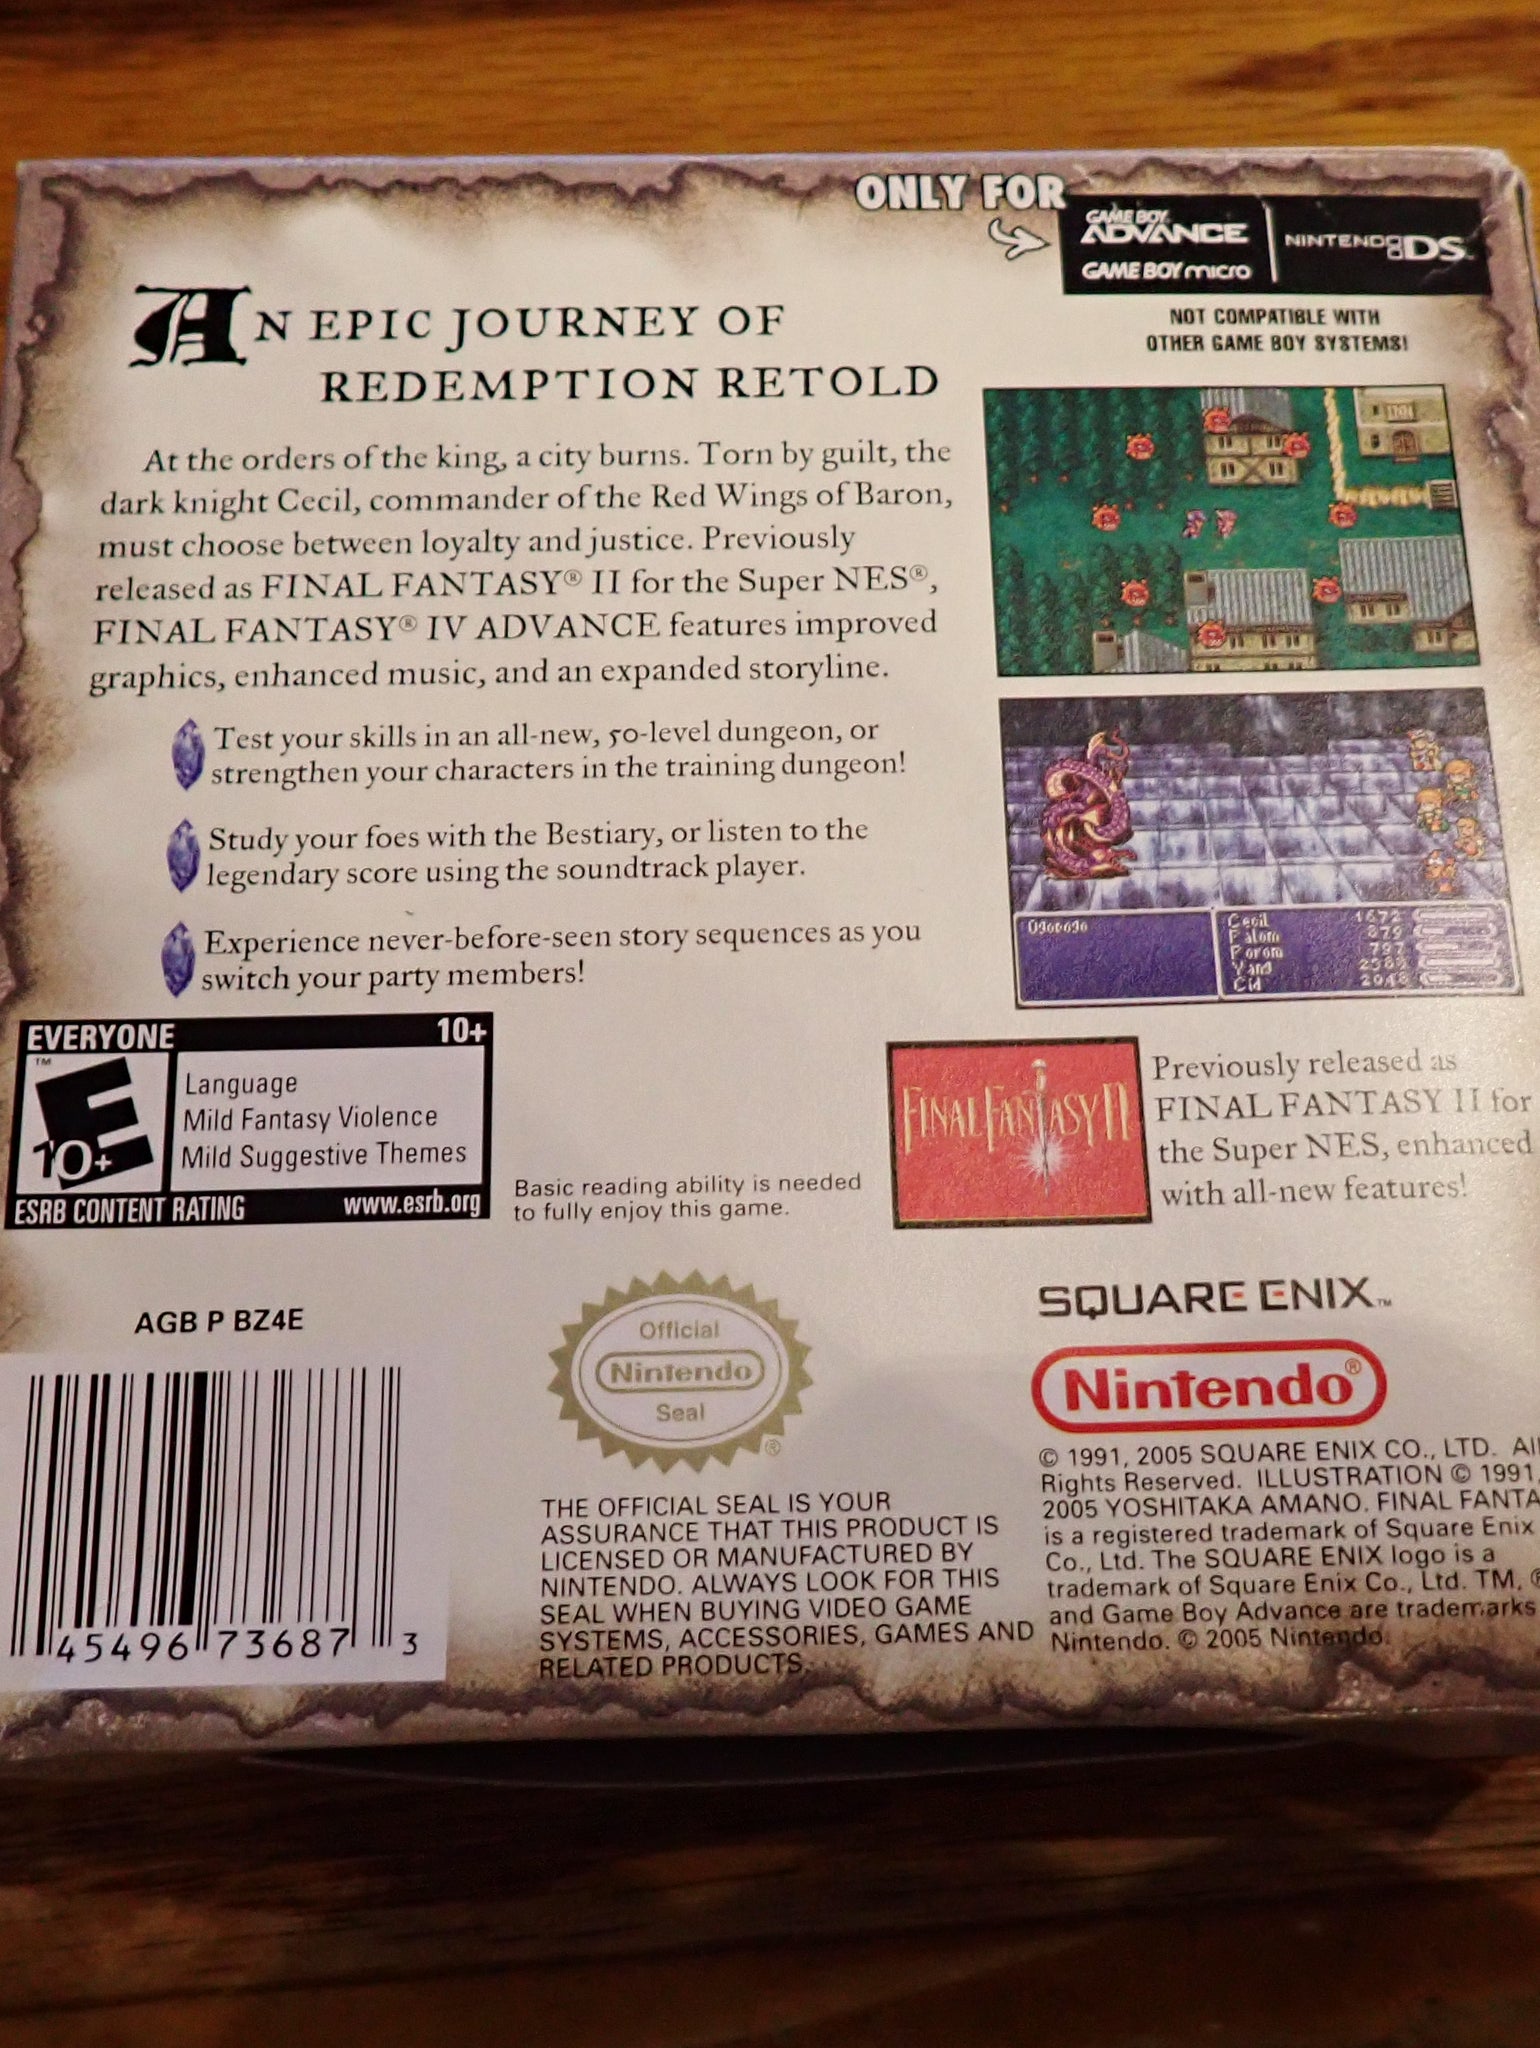 ONLY FOR
GAME BOY
ADVANCE
GAME BOY micro
NINTENDO DS™
NOT COMPATIBLE WITH
OTHER GAME BOY SYSTEMS!
AN EPIC JOURNEY OF
REDEMPTION RETOLD
At the orders of the king, a city burns. Torn by guilt, the
dark knight Cecil, commander of the Red Wings of Baron,
must choose between loyalty and justice. Previously
released as FINAL FANTASY® II for the Super NES®,
FINAL FANTASY® IV ADVANCE features improved
graphics, enhanced music, and an expanded storyline.
Test your skills in an all-new, 50-level dungeon, or
strengthen your characters in the training dungeon!
Study your foes with the Bestiary, or listen to the
legendary score using the soundtrack player.
Experience never-before-seen story sequences as you
switch your party members!
INN
Ogopogo
Cecil 1672
Palom 879
Porom 797
Yang
Cid 2048
EVERYONE 10+
™
E
10+
Language
Mild Fantasy Violence
Mild Suggestive Themes
ESRB CONTENT RATING www.esrb.org
Basic reading ability is needed
to fully enjoy this game.
FINAL FANTASY II
Previously released as
FINAL FANTASY II for
the Super NES, enhanced
with all-new features!
AGB P BZ4E
45496 73687 3
Official
Nintendo
Seal
®
THE OFFICIAL SEAL IS YOUR
ASSURANCE THAT THIS PRODUCT IS
LICENSED OR MANUFACTURED BY
NINTENDO. ALWAYS LOOK FOR THIS
SEAL WHEN BUYING VIDEO GAME
SYSTEMS, ACCESSORIES, GAMES AND
RELATED PRODUCTS.
SQUARE ENIX™
Nintendo®
© 1991, 2005 SQUARE ENIX CO., LTD. All
Rights Reserved. ILLUSTRATION © 1991,
2005 YOSHITAKA AMANO. FINAL FANTA
is a registered trademark of Square Enix
Co., Ltd. The SQUARE ENIX logo is a
trademark of Square Enix Co., Ltd. TM, ®
and Game Boy Advance are trademarks
Nintendo. © 2005 Nintendo.